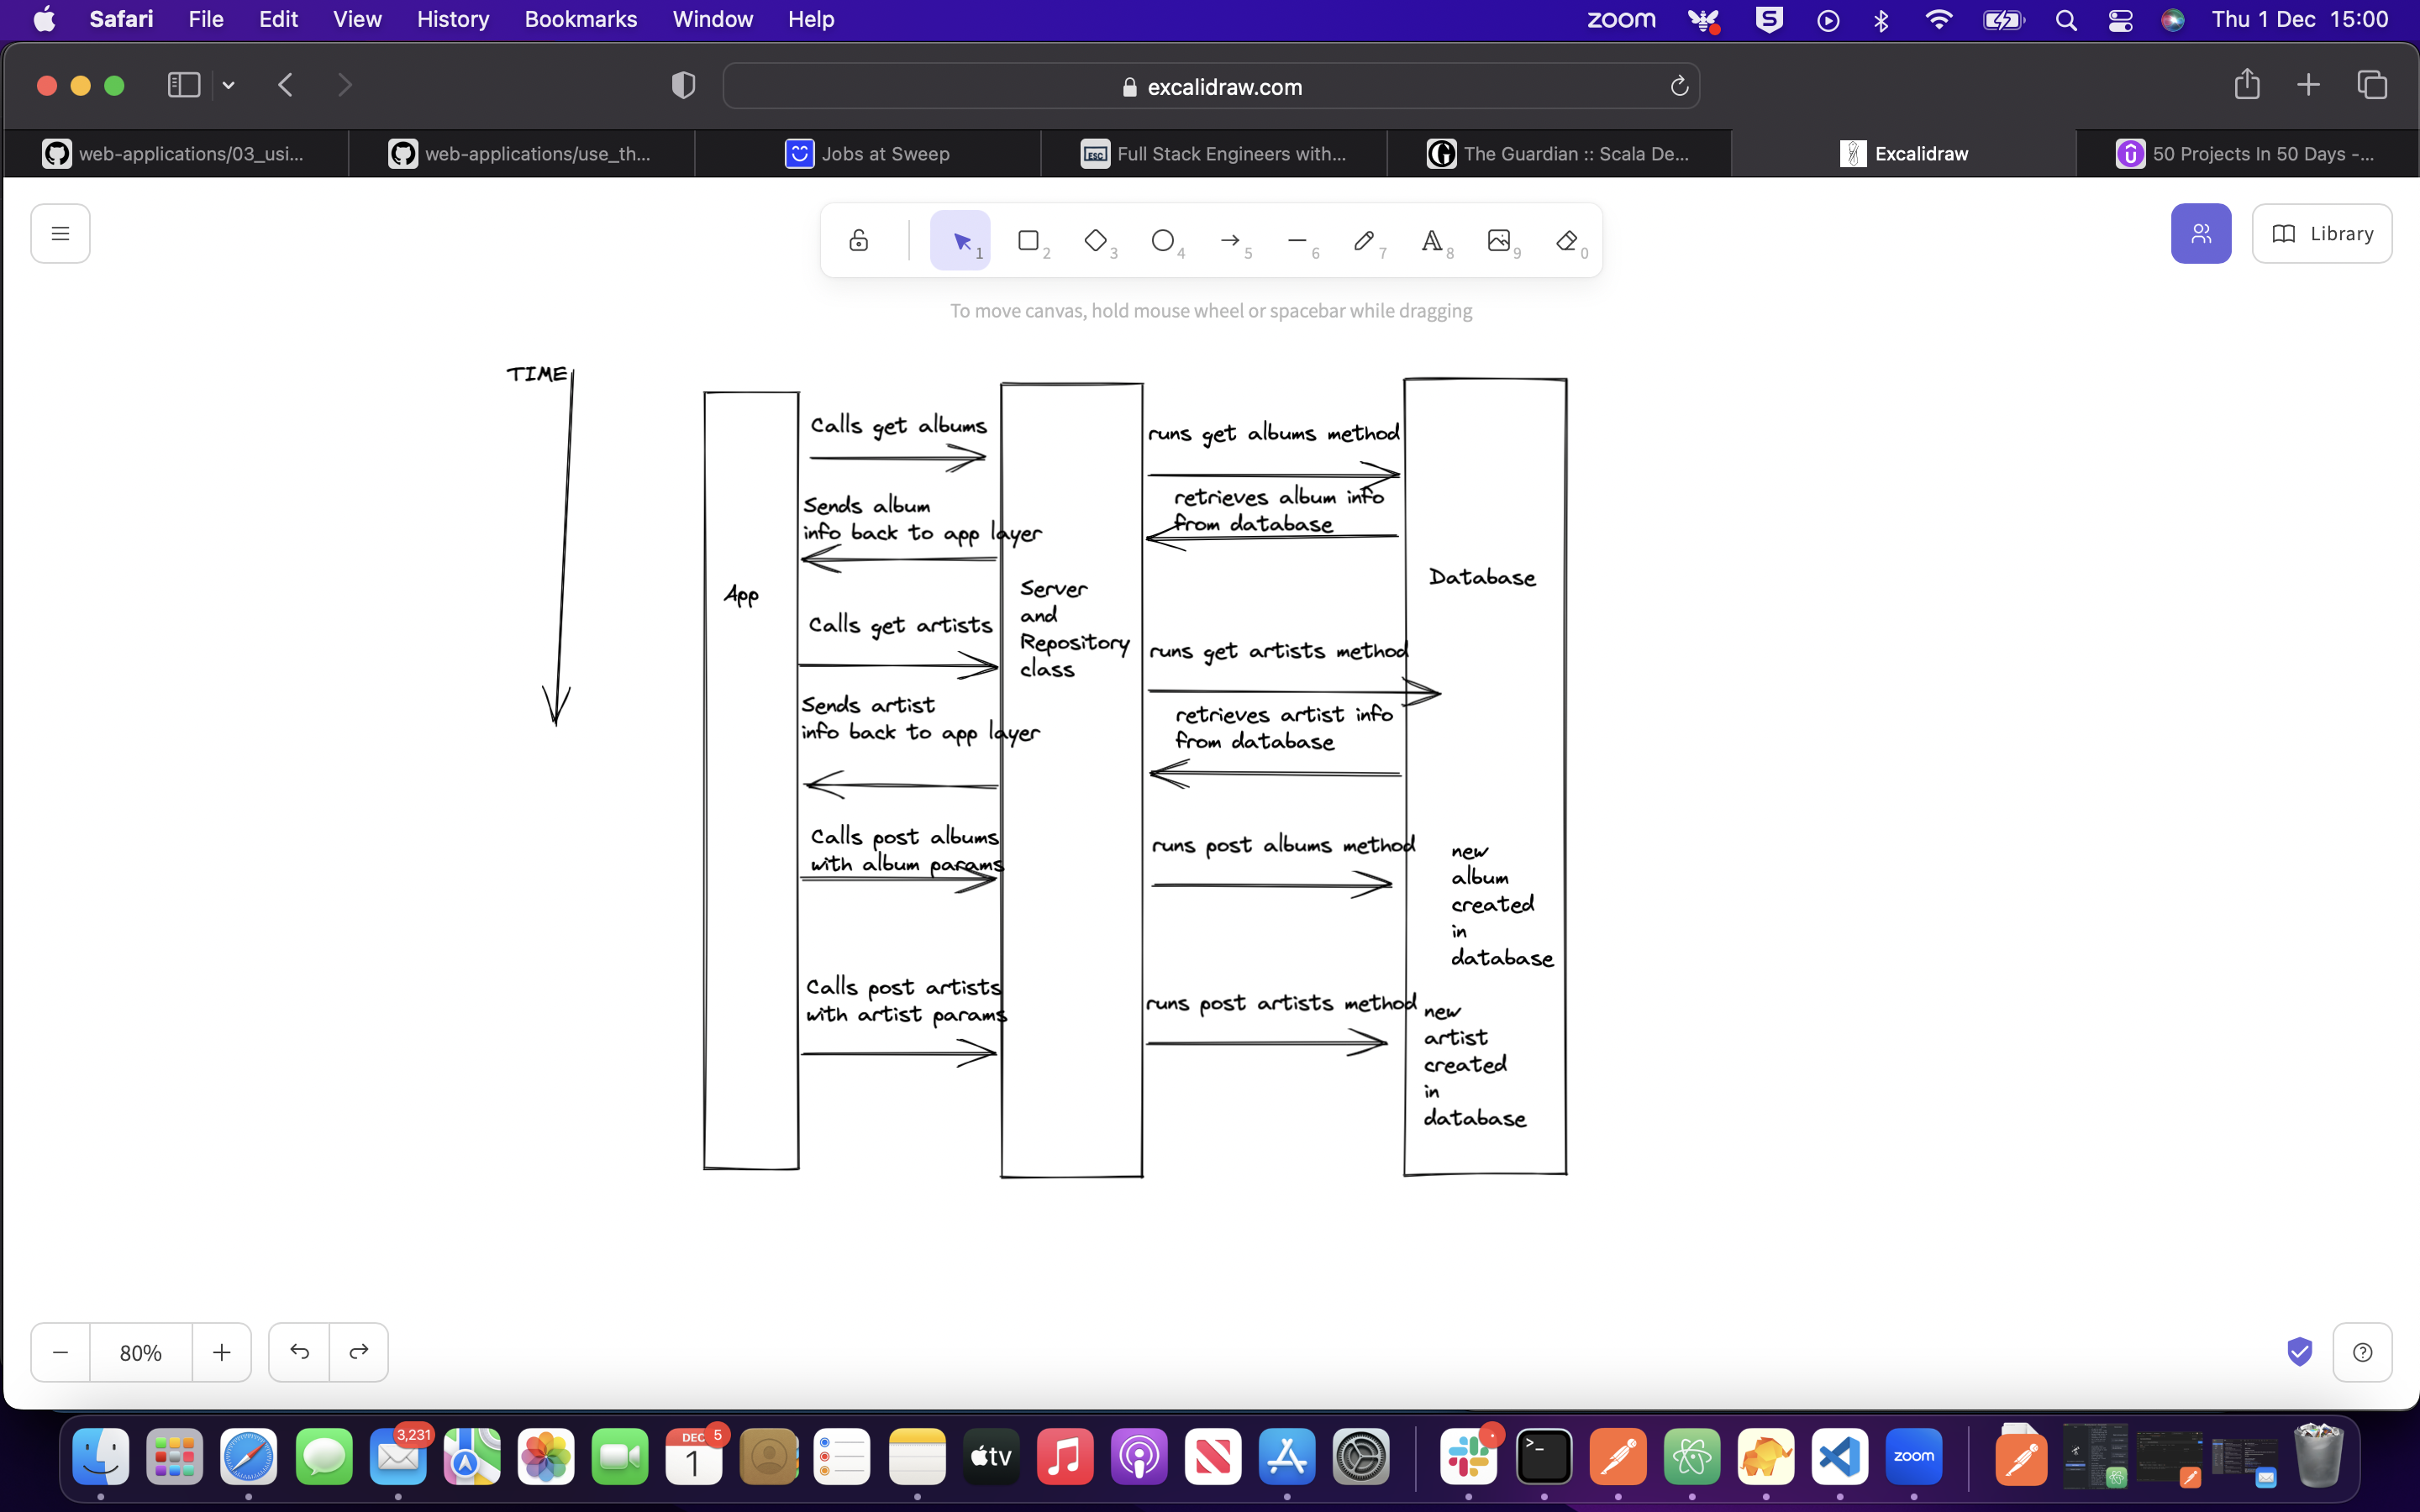 Safari File Edit View History Bookmarks Window Help
zoom S Thu 1 Dec 15:00
excalidraw.com
web-applications/03_usi...
web-applications/use_th...
Jobs at Sweep
ESC Full Stack Engineers with...
The Guardian :: Scala De...
Excalidraw
50 Projects In 50 Days -...
1 2 3 4 5 6 7 8 9 0
Library
To move canvas, hold mouse wheel or spacebar while dragging
TIME
App
Calls get albums
Sends album
info back to app layer
Calls get artists
Sends artist
info back to app layer
Calls post albums
with album params
Calls post artists
with artist params
Server
and
Repository
class
runs get albums method
retrieves album info
from database
runs get artists method
retrieves artist info
from database
runs post albums method
runs post artists method
Database
new
album
created
in
database
new
artist
created
in
database
80%
3,231
DEC 5
1
tv
zoom